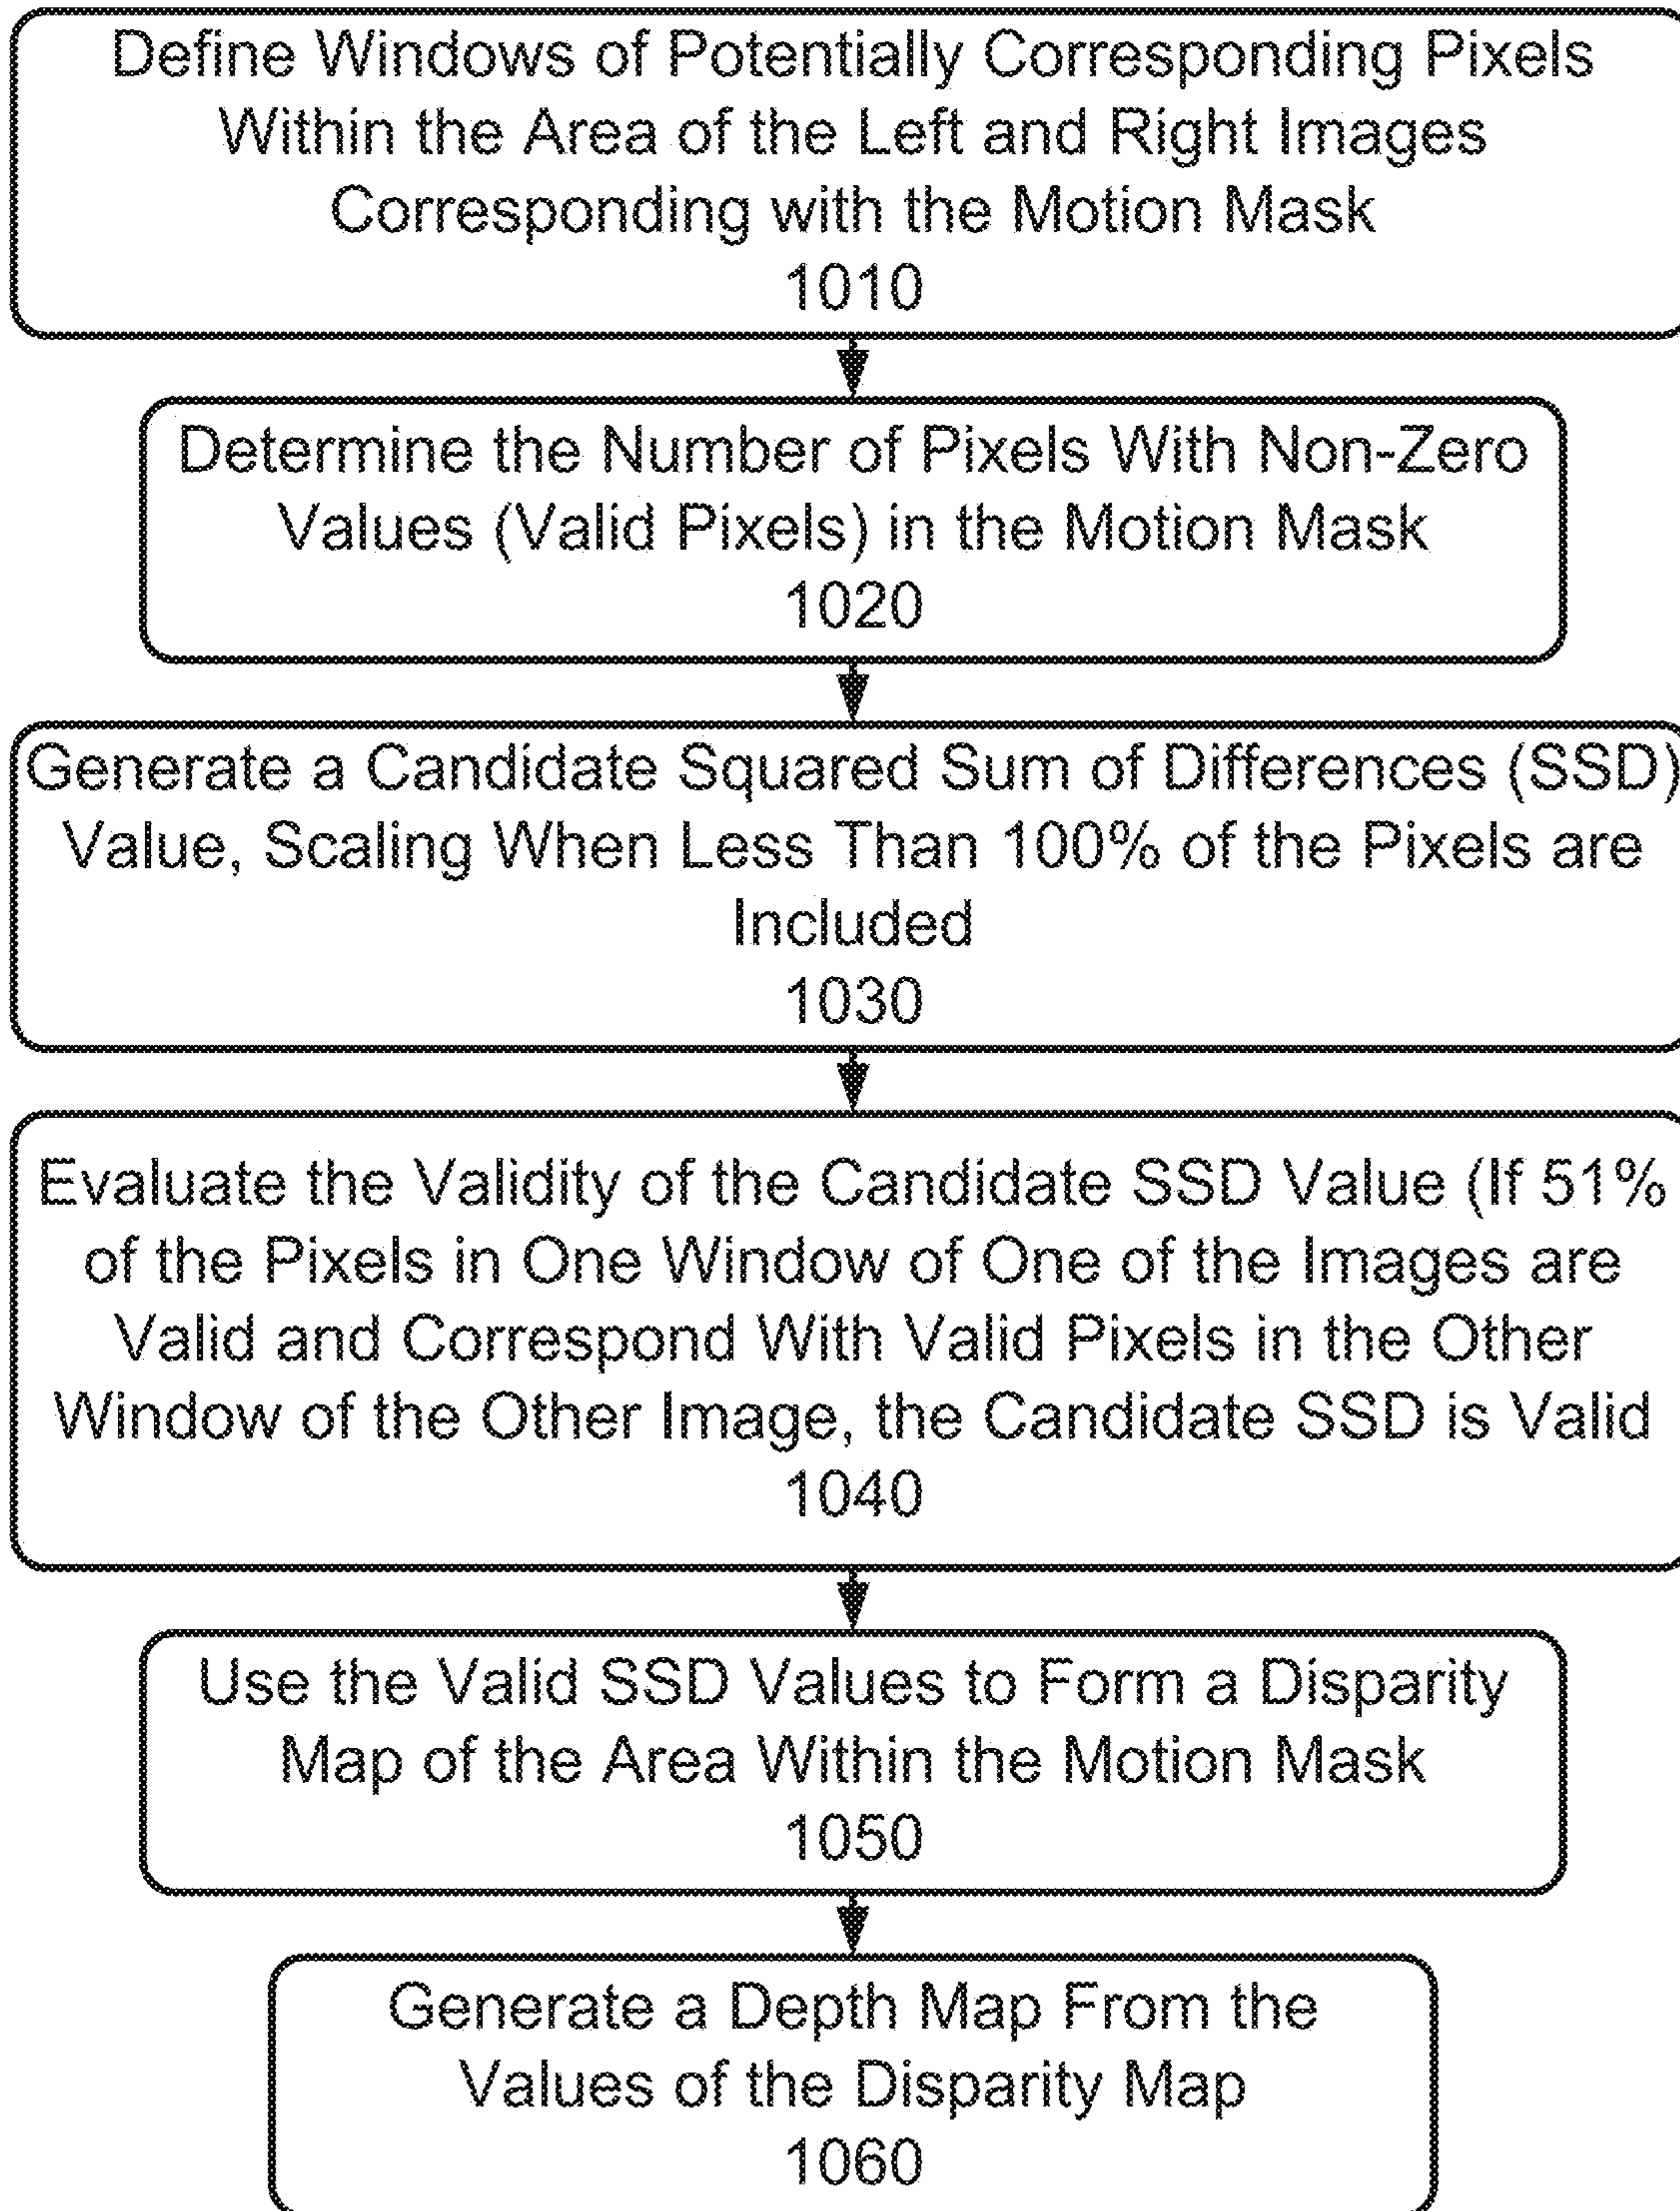 Define Windows of Potentially Corresponding Pixels
Within the Area of the Left and Right Images
Corresponding with the Motion Mask
1010
Determine the Number of Pixels With Non-Zero
Values (Valid Pixels) in the Motion Mask
1020
Generate a Candidate Squared Sum of Differences (SSD)
Value, Scaling When Less Than 100% of the Pixels are
Included
1030
Evaluate the Validity of the Candidate SSD Value (If 51%
of the Pixels in One Window of One of the Images are
Valid and Correspond With Valid Pixels in the Other
Window of the Other Image, the Candidate SSD is Valid
1040
Use the Valid SSD Values to Form a Disparity
Map of the Area Within the Motion Mask
1050
Generate a Depth Map From the
Values of the Disparity Map
1060